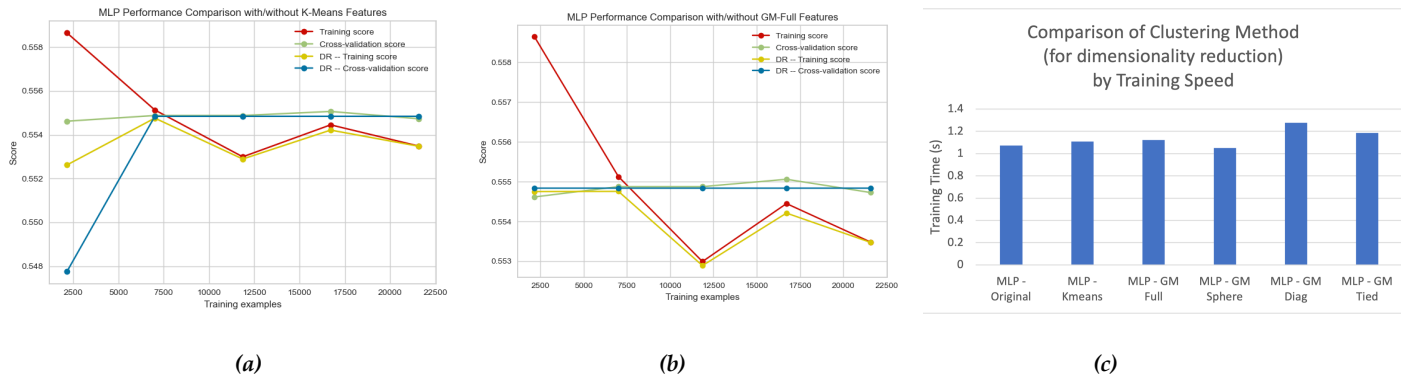 MLP Performance Comparison with/without K-Means Features
Training score
Cross-validation score
DR -- Training score
DR -- Cross-validation score
0.558
0.556
0.554
0.552
0.550
0.548
Score
2500 5000 7500 10000 12500 15000 17500 20000 22500
Training examples
(a)
MLP Performance Comparison with/without GM-Full Features
Training score
Cross-validation score
DR -- Training score
DR -- Cross-validation score
0.558
0.557
0.556
0.555
0.554
0.553
Score
2500 5000 7500 10000 12500 15000 17500 20000 22500
Training examples
(b)
Comparison of Clustering Method
(for dimensionality reduction)
by Training Speed
1.4
1.2
1
0.8
0.6
0.4
0.2
0
Training Time (s)
MLP - MLP - MLP - GM MLP - GM MLP - GM MLP - GM
Original Kmeans Full Sphere Diag Tied
(c)